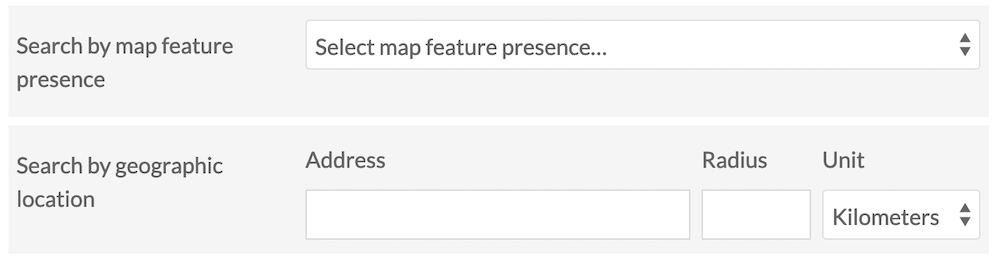 Search by map feature
presence
Select map feature presence...
Search by geographic
location
Address
Radius
Unit
Kilometers